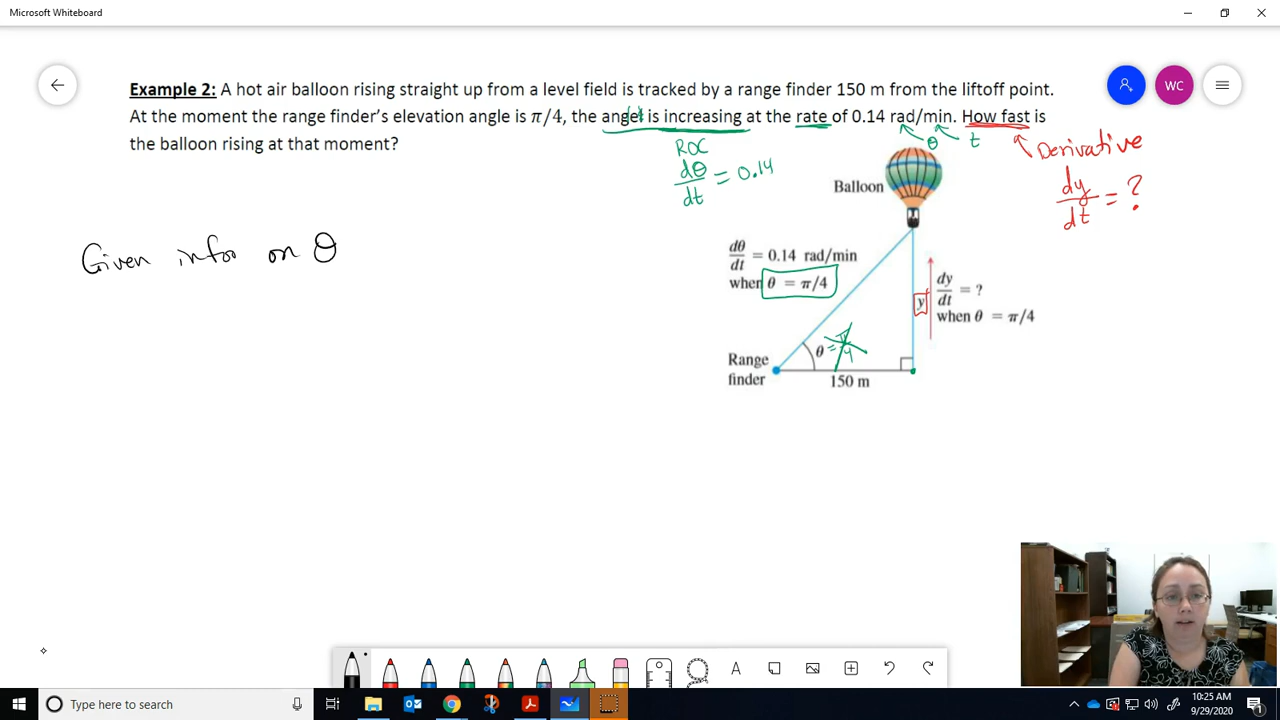 Microsoft Whiteboard
WC
Example 2: A hot air balloon rising straight up from a level field is tracked by a range finder 150 m from the liftoff point.
At the moment the range finder's elevation angle is π/4, the angel is increasing at the rate of 0.14 rad/min. How fast is
the balloon rising at that moment?
ROC
dθ/dt = 0.14
θ
t
Derivative
dy/dt = ?
Balloon
Given infor on θ
dθ/dt = 0.14 rad/min
when θ = π/4
y
dy/dt = ?
when θ = π/4
θ = π/4
Range
finder
150 m
A
Type here to search
10:25 AM
9/29/2020